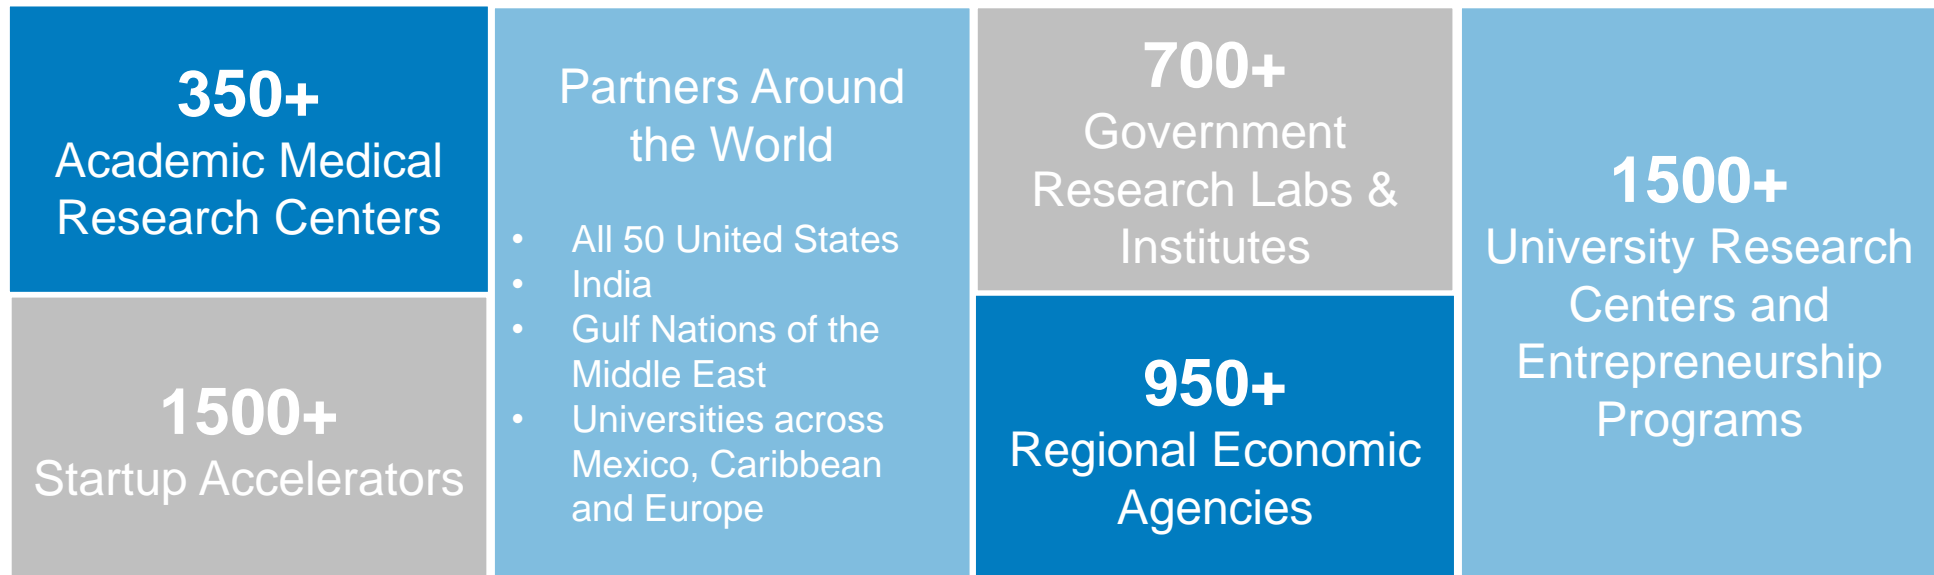 350+
Academic Medical
Research Centers
1500+
Startup Accelerators
Partners Around
the World
• All 50 United States
• India
• Gulf Nations of the
Middle East
• Universities across
Mexico, Caribbean
and Europe
700+
Government
Research Labs &
Institutes
950+
Regional Economic
Agencies
1500+
University Research
Centers and
Entrepreneurship
Programs